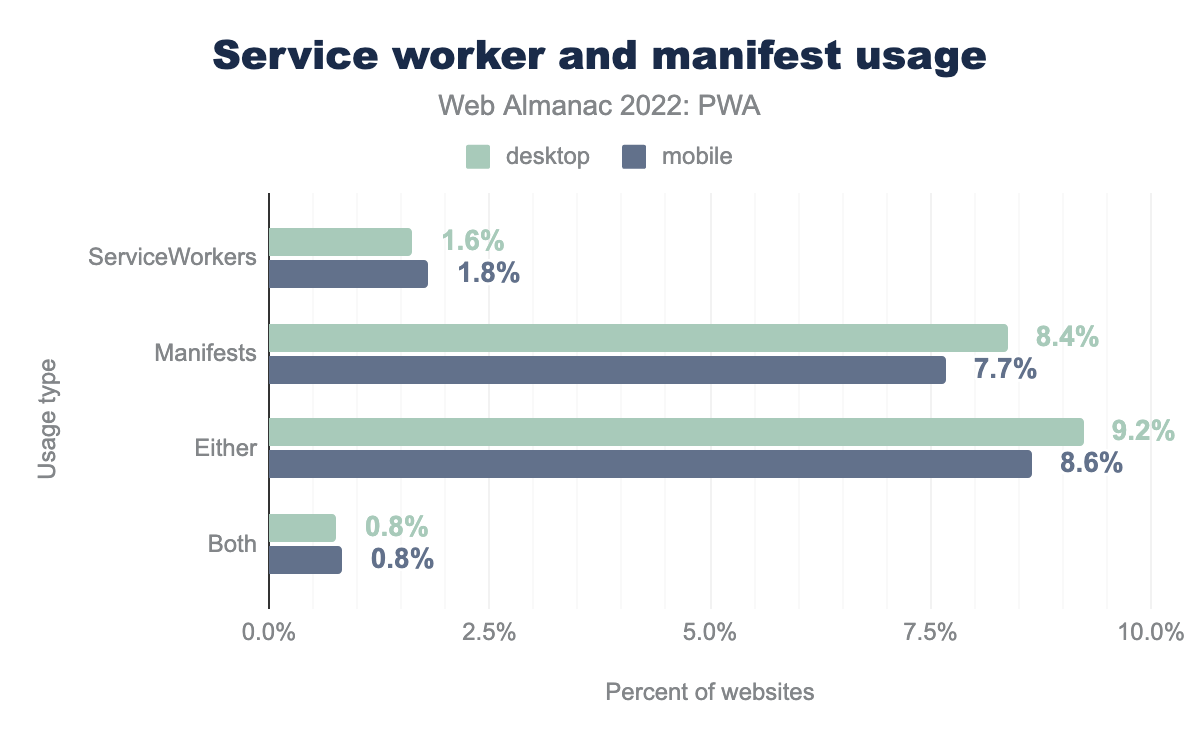 Service worker and manifest usage
Web Almanac 2022: PWA
desktop mobile
Usage type
ServiceWorkers
1.6%
1.8%
Manifests
8.4%
7.7%
Either
9.2%
8.6%
Both
0.8%
0.8%
0.0% 2.5% 5.0% 7.5% 10.0%
Percent of websites